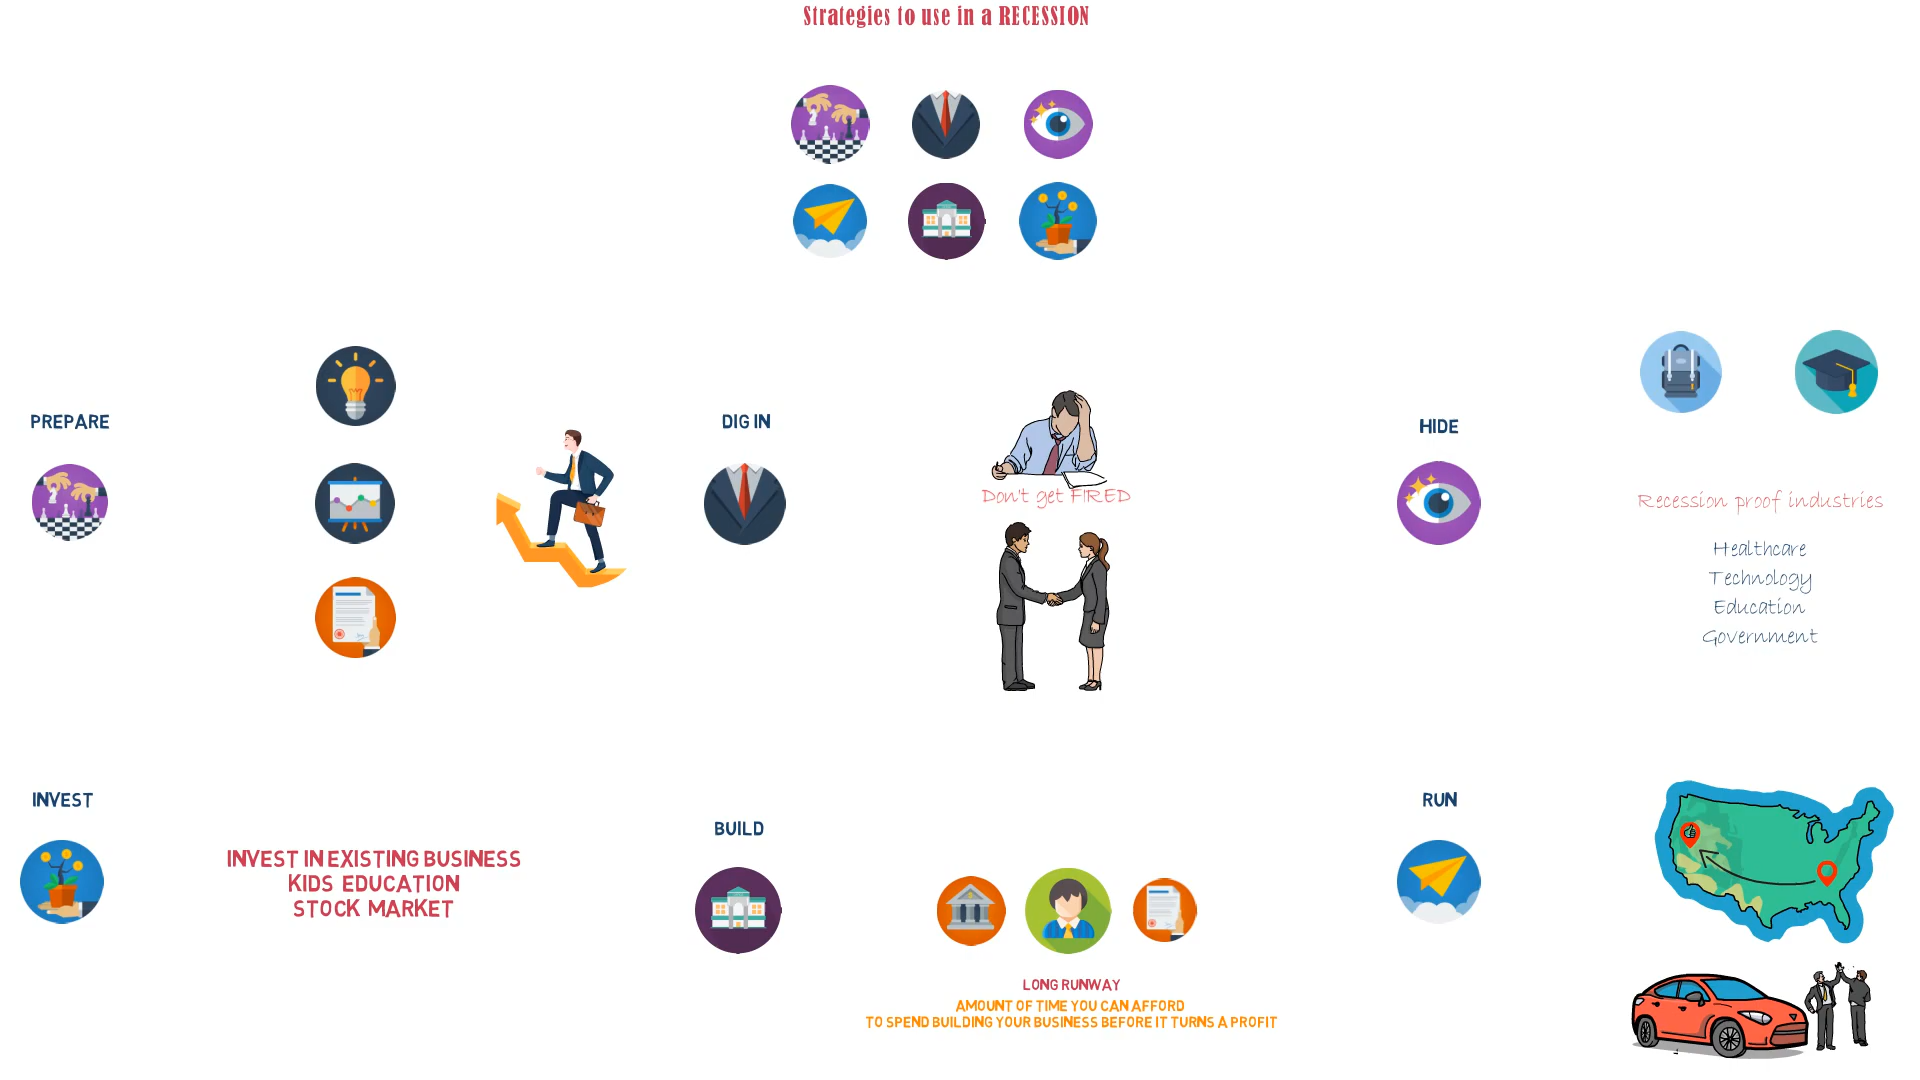 Strategies to use in a RECESSION
PREPARE
DIG IN
Don't get FIRED
HIDE
Recession proof industries
Healthcare
Technology
Education
Government
INVEST
INVEST IN EXISTING BUSINESS
KIDS EDUCATION
STOCK MARKET
BUILD
LONG RUNWAY
AMOUNT OF TIME YOU CAN AFFORD
TO SPEND BUILDING YOUR BUSINESS BEFORE IT TURNS A PROFIT
RUN